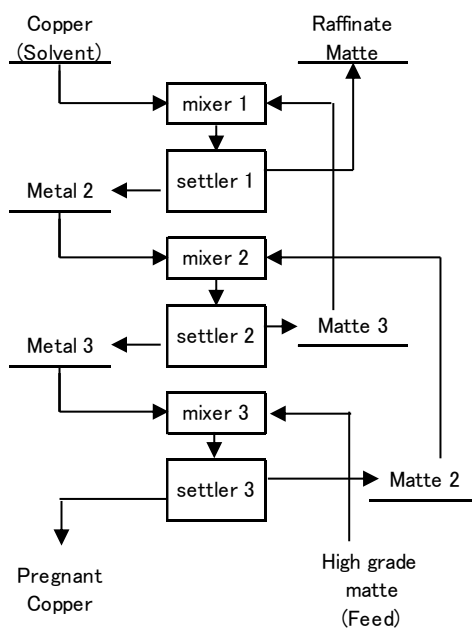 Copper
(Solvent)
Raffinate
Matte
mixer 1
settler 1
Metal 2
mixer 2
settler 2
Matte 3
Metal 3
mixer 3
settler 3
Matte 2
Pregnant
Copper
High grade
matte
(Feed)